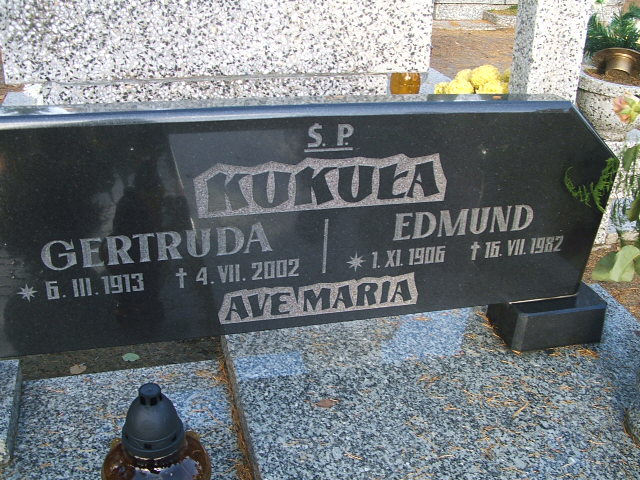 Ś.P.
KUKUŁA
GERTRUDA
* 6. III. 1913 † 4. VII. 2002
EDMUND
* 1. XI. 1906 † 16. VII. 1982
AVE MARIA